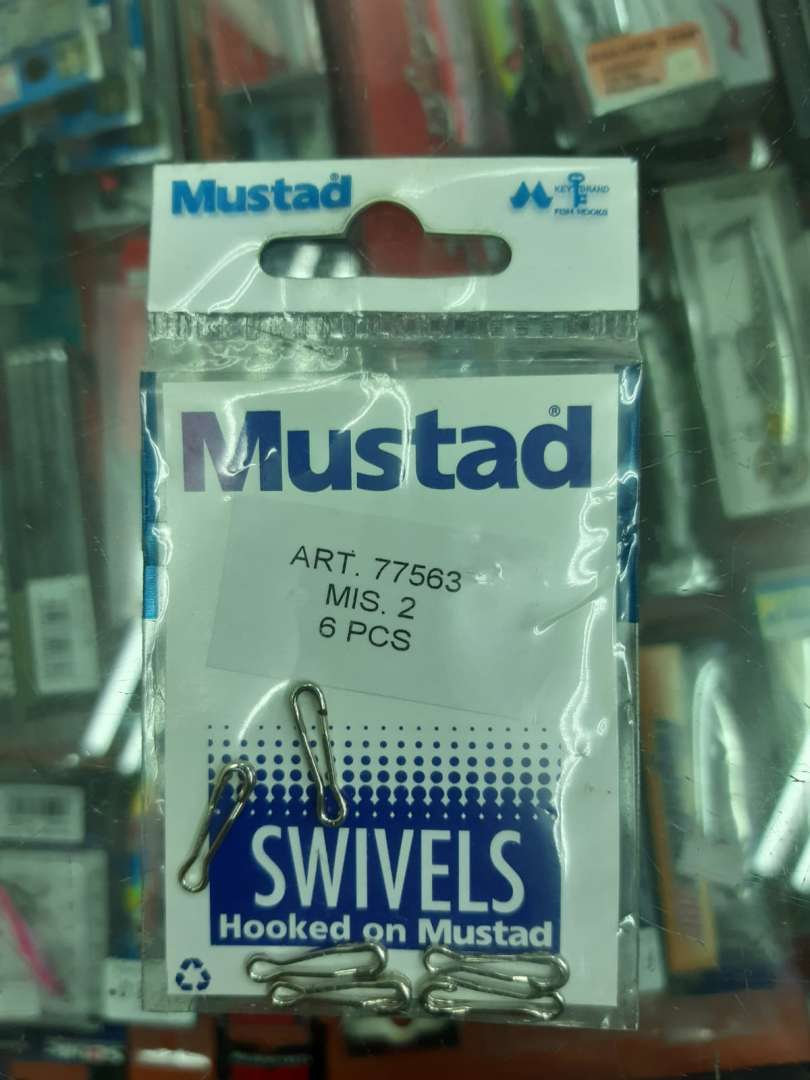 Mustad®
KEY BRAND
FISH HOOKS
Mustad®
ART. 77563
MIS. 2
6 PCS
SWIVELS
Hooked on Mustad